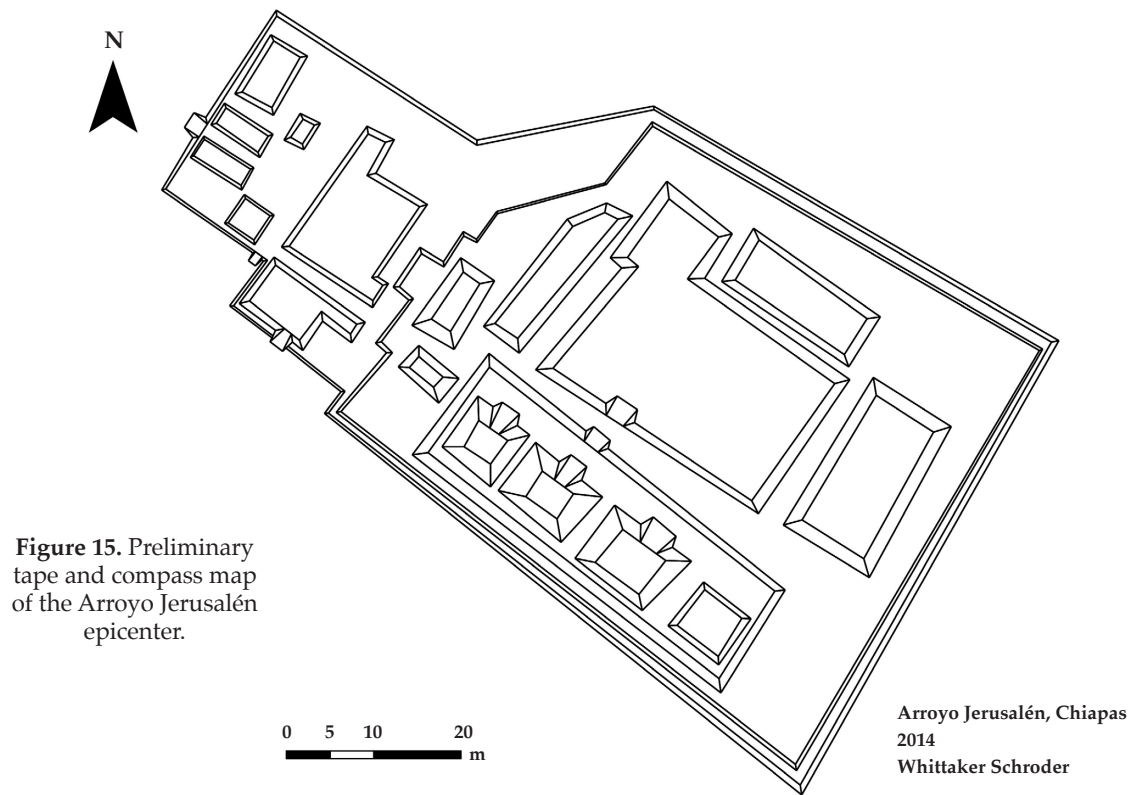 N
Figure 15. Preliminary
tape and compass map
of the Arroyo Jerusalén
epicenter.
0 5 10 20
m
Arroyo Jerusalén, Chiapas
2014
Whittaker Schroder